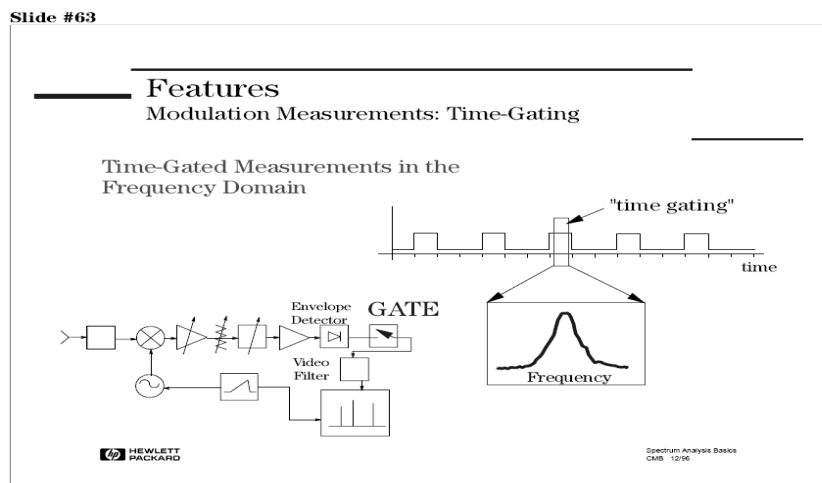 Slide #63
Features
Modulation Measurements: Time-Gating
Time-Gated Measurements in the
Frequency Domain
"time gating"
time
Envelope
Detector
GATE
Video
Filter
Frequency
hp HEWLETT
PACKARD
Spectrum Analysis Basics
CMB 12/96